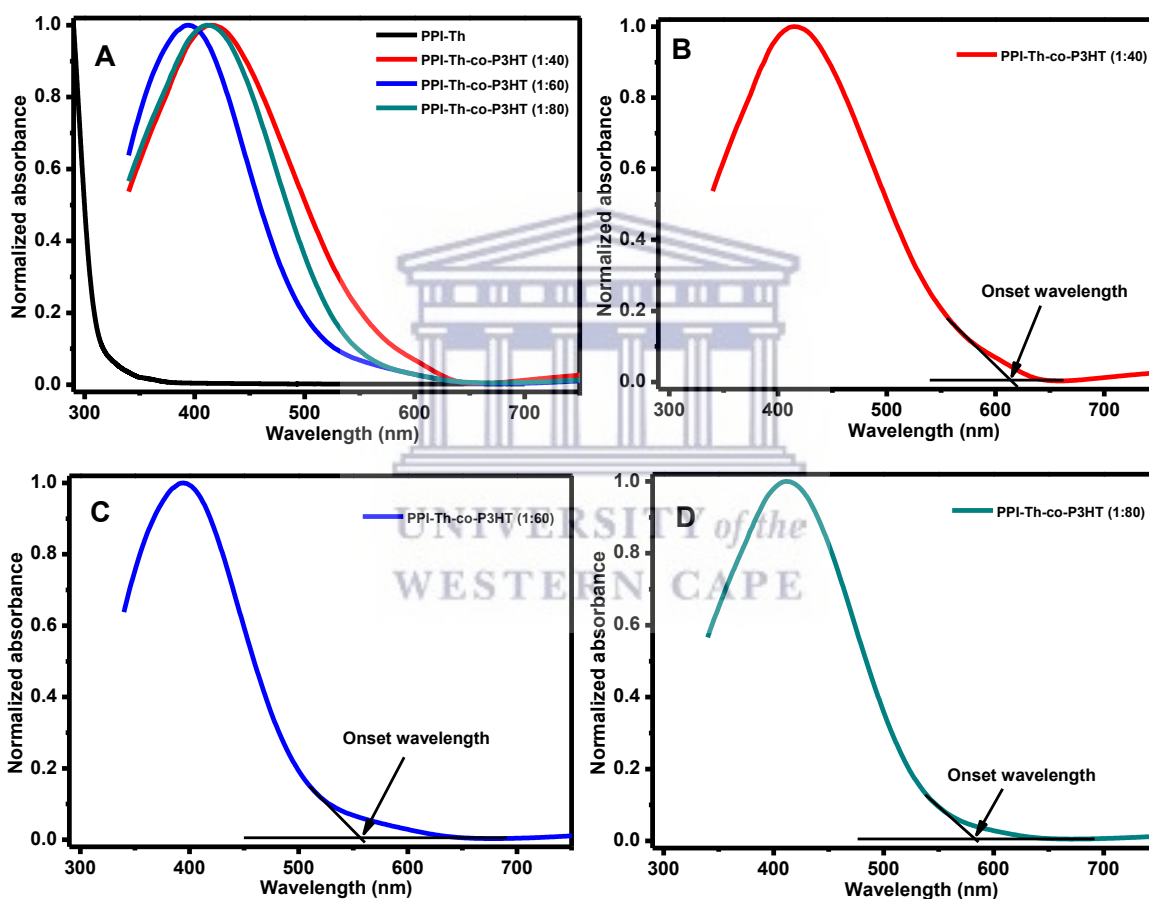 A
PPI-Th
PPI-Th-co-P3HT (1:40)
PPI-Th-co-P3HT (1:60)
PPI-Th-co-P3HT (1:80)
1.0
0.8
0.6
0.4
0.2
0.0
Normalized absorbance
300 400 500 600 700
Wavelength (nm)
B
PPI-Th-co-P3HT (1:40)
Onset wavelength
1.0
0.8
0.6
0.4
0.2
0.0
Normalized absorbance
300 400 500 600 700
Wavelength (nm)
C
PPI-Th-co-P3HT (1:60)
Onset wavelength
1.0
0.8
0.6
0.4
0.2
0.0
Normalized absorbance
300 400 500 600 700
Wavelength (nm)
D
PPI-Th-co-P3HT (1:80)
Onset wavelength
1.0
0.8
0.6
0.4
0.2
0.0
Normalized absorbance
300 400 500 600 700
Wavelength (nm)
UNIVERSITY of the
WESTERN CAPE